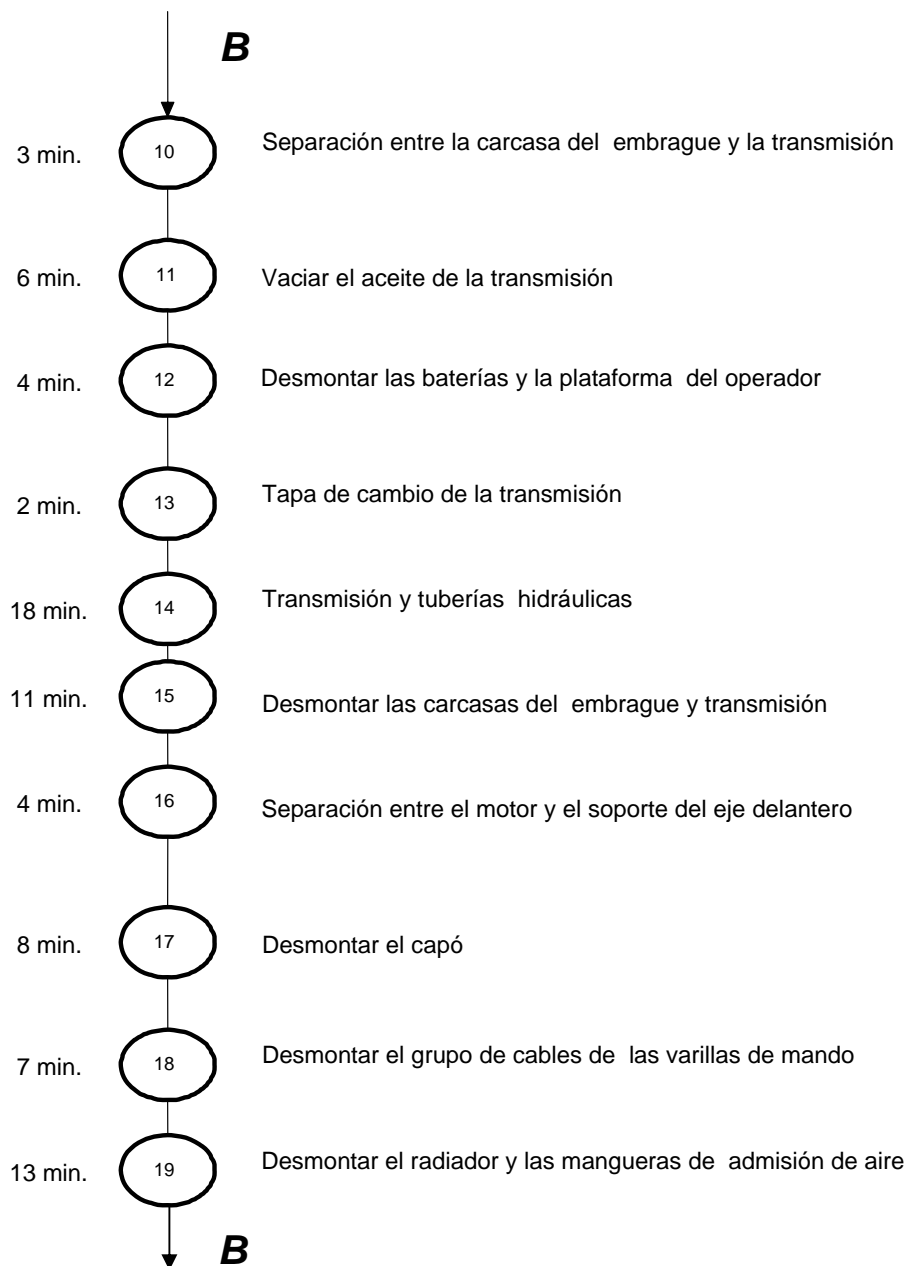 B
3 min. 10 Separación entre la carcasa del embrague y la transmisión
6 min. 11 Vaciar el aceite de la transmisión
4 min. 12 Desmontar las baterías y la plataforma del operador
2 min. 13 Tapa de cambio de la transmisión
18 min. 14 Transmisión y tuberías hidráulicas
11 min. 15 Desmontar las carcasas del embrague y transmisión
4 min. 16 Separación entre el motor y el soporte del eje delantero
8 min. 17 Desmontar el capó
7 min. 18 Desmontar el grupo de cables de las varillas de mando
13 min. 19 Desmontar el radiador y las mangueras de admisión de aire
B